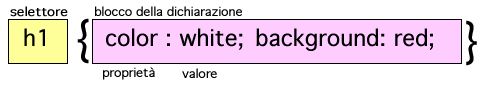 selettore blocco della dichiarazione
h1 { color : white; background: red; }
proprietà valore